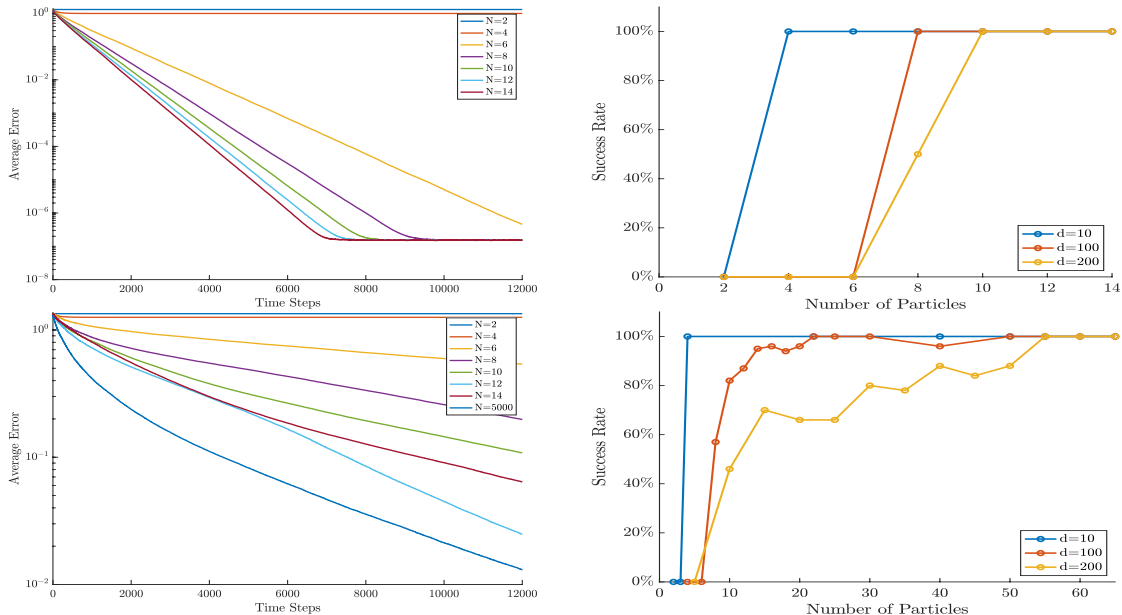 10^0
10^-2
10^-4
10^-6
10^-8
Average Error
0 2000 4000 6000 8000 10000 12000
Time Steps
N=2
N=4
N=6
N=8
N=10
N=12
N=14
100%
80%
60%
40%
20%
0%
Success Rate
0 2 4 6 8 10 12 14
Number of Particles
d=10
d=100
d=200
10^0
10^-1
10^-2
Average Error
0 2000 4000 6000 8000 10000 12000
Time Steps
N=2
N=4
N=6
N=8
N=10
N=12
N=14
N=5000
100%
80%
60%
40%
20%
0%
Success Rate
0 10 20 30 40 50 60
Number of Particles
d=10
d=100
d=200